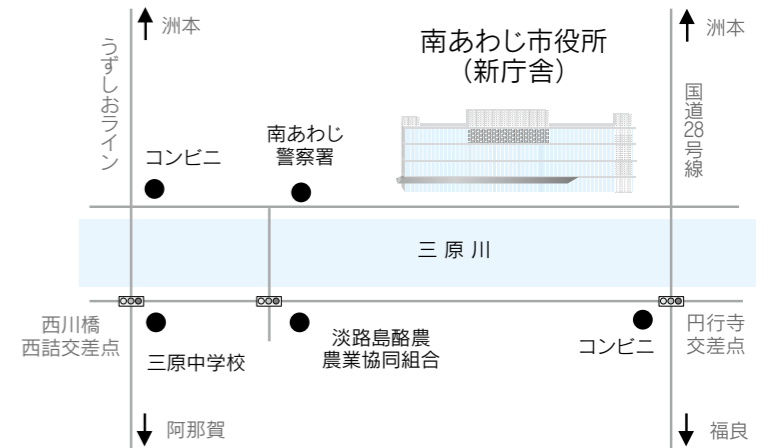 洲本
洲本
うずしおライン
南あわじ市役所
（新庁舎）
国道28号線
コンビニ
南あわじ
警察署
三原川
西川橋
西詰交差点
三原中学校
淡路島酪農
農業協同組合
コンビニ
円行寺
交差点
阿那賀
福良